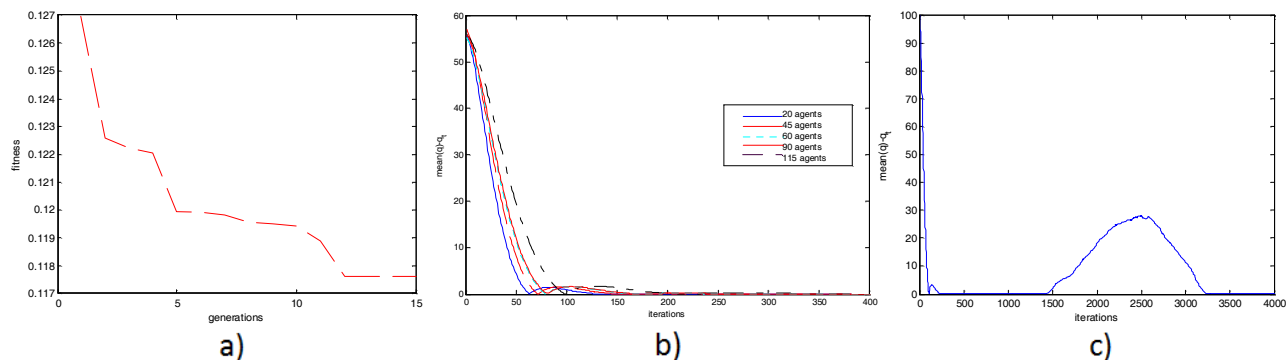 0.127
0.126
0.125
0.124
0.123
0.122
0.121
0.12
0.119
0.118
0.117
fitness
0 5 10 15
generations
a)
60
50
40
30
20
10
0
mean(q)-qt
20 agents
45 agents
60 agents
90 agents
115 agents
0 50 100 150 200 250 300 350 400
iterations
b)
100
90
80
70
60
50
40
30
20
10
0
mean(q)-qt
0 500 1000 1500 2000 2500 3000 3500 4000
iterations
c)